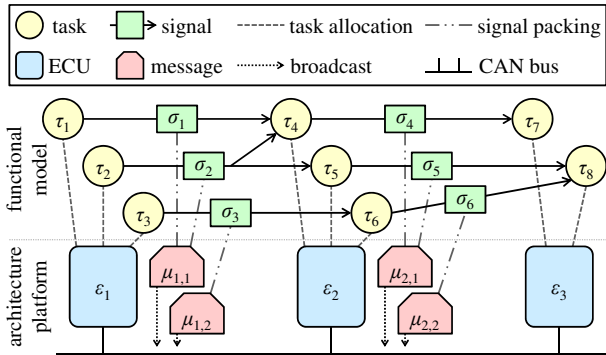 task signal task allocation signal packing
ECU message broadcast CAN bus
τ1 σ1 τ4 σ4 τ7
τ2 σ2 τ5 σ5 τ8
τ3 σ3 τ6 σ6
functional
model
ε1 μ1,1 ε2 μ2,1 ε3
μ1,2 μ2,2
architecture
platform